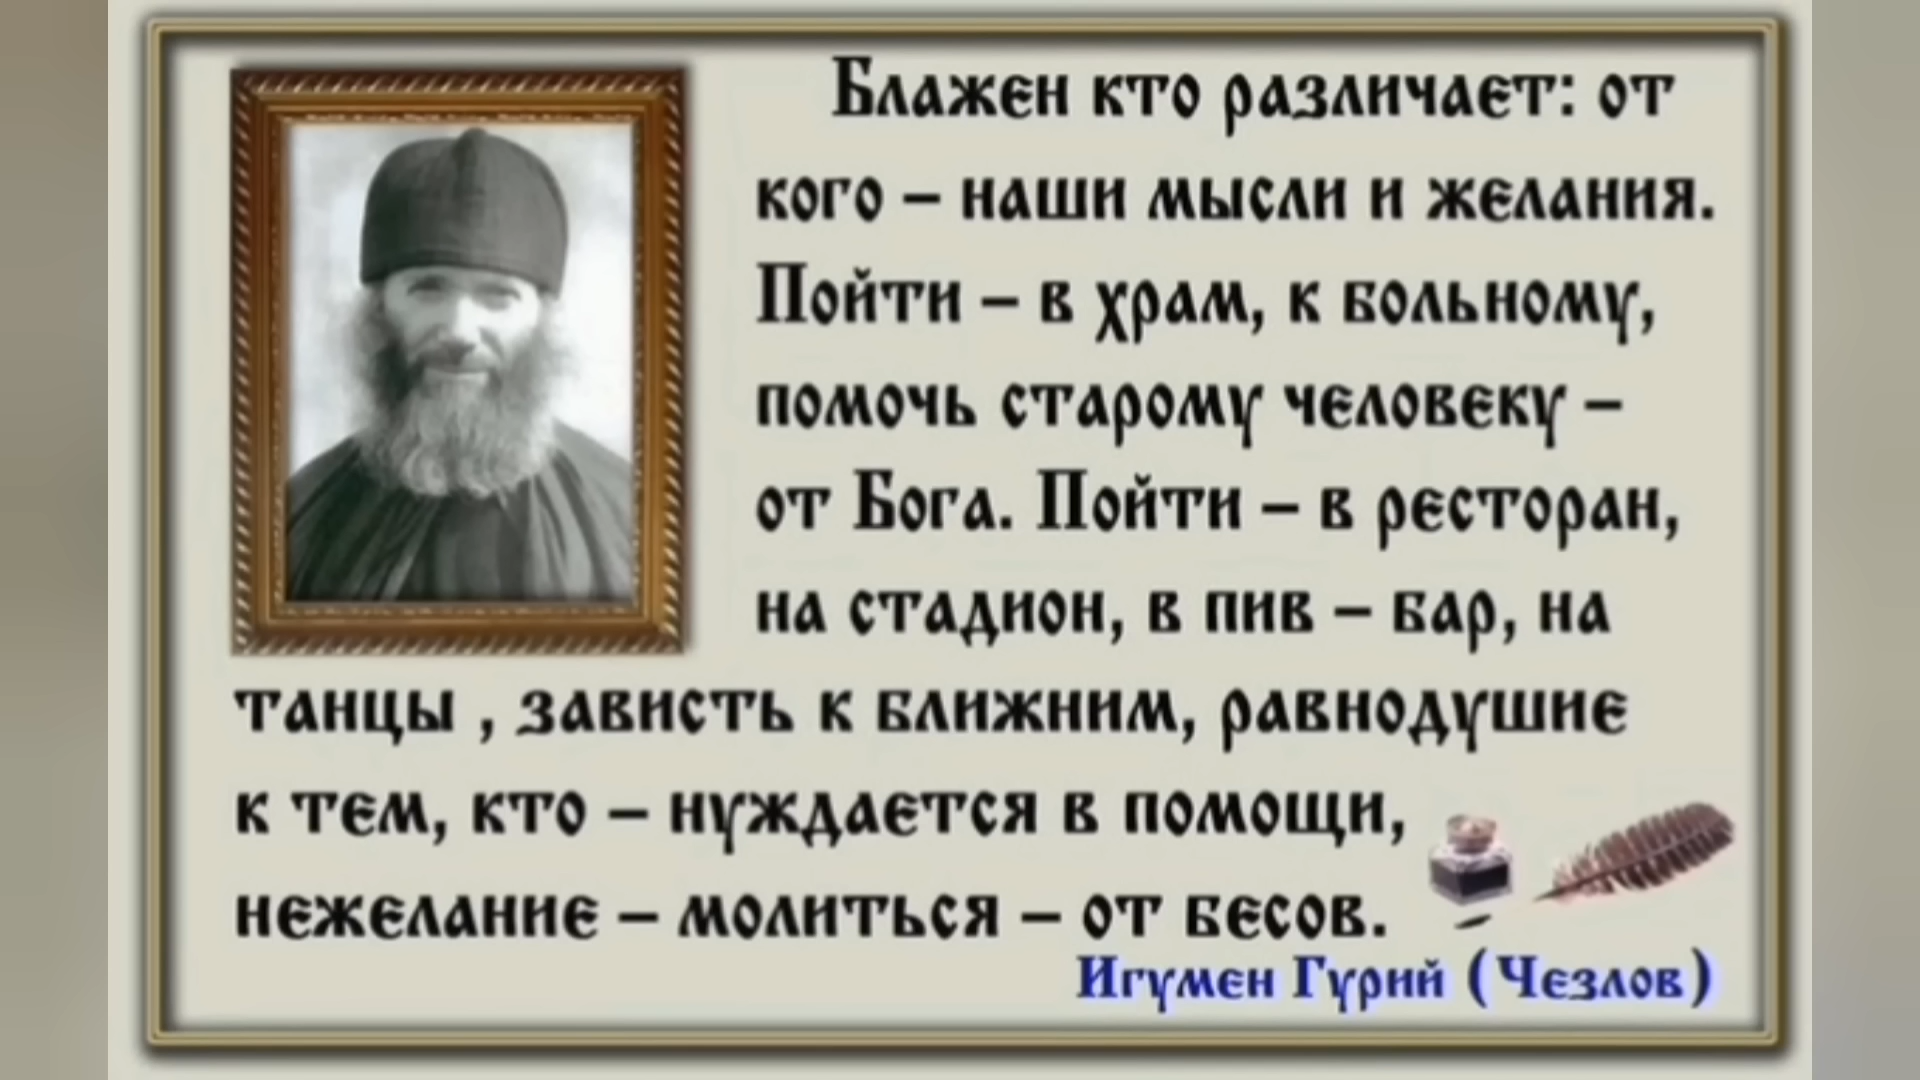 Блажен кто различает: от
кого – наши мысли и желания.
Пойти – в храм, к больному,
помочь старому человеку –
от Бога. Пойти – в ресторан,
на стадион, в пив – бар, на
танцы , зависть к ближним, равнодушие
к тем, кто – нуждается в помощи,
нежелание – молиться – от бесов.
Игумен Гурий (Чезлов)